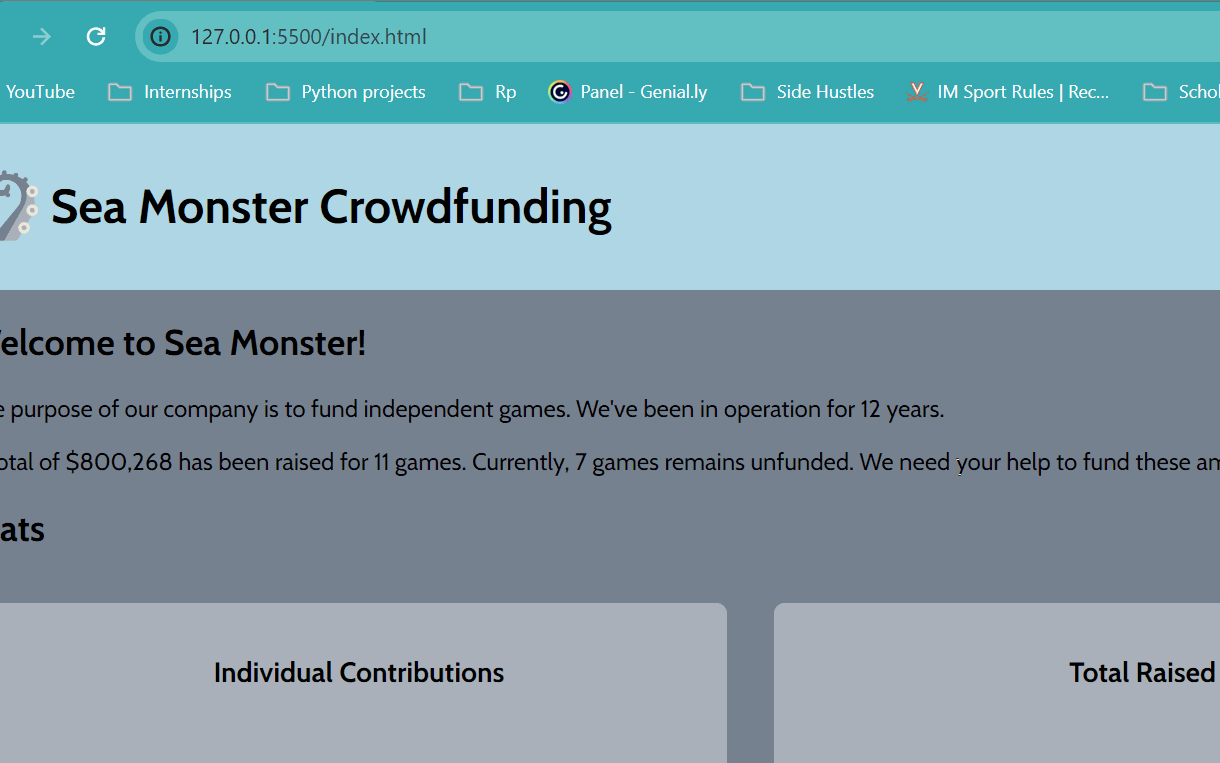 127.0.0.1:5500/index.html
YouTube Internships Python projects Rp Panel - Genial.ly Side Hustles IM Sport Rules | Rec...
Sea Monster Crowdfunding
elcome to Sea Monster!
e purpose of our company is to fund independent games. We've been in operation for 12 years.
otal of $800,268 has been raised for 11 games. Currently, 7 games remains unfunded. We need your help to fund these am
ats
Individual Contributions Total Raised